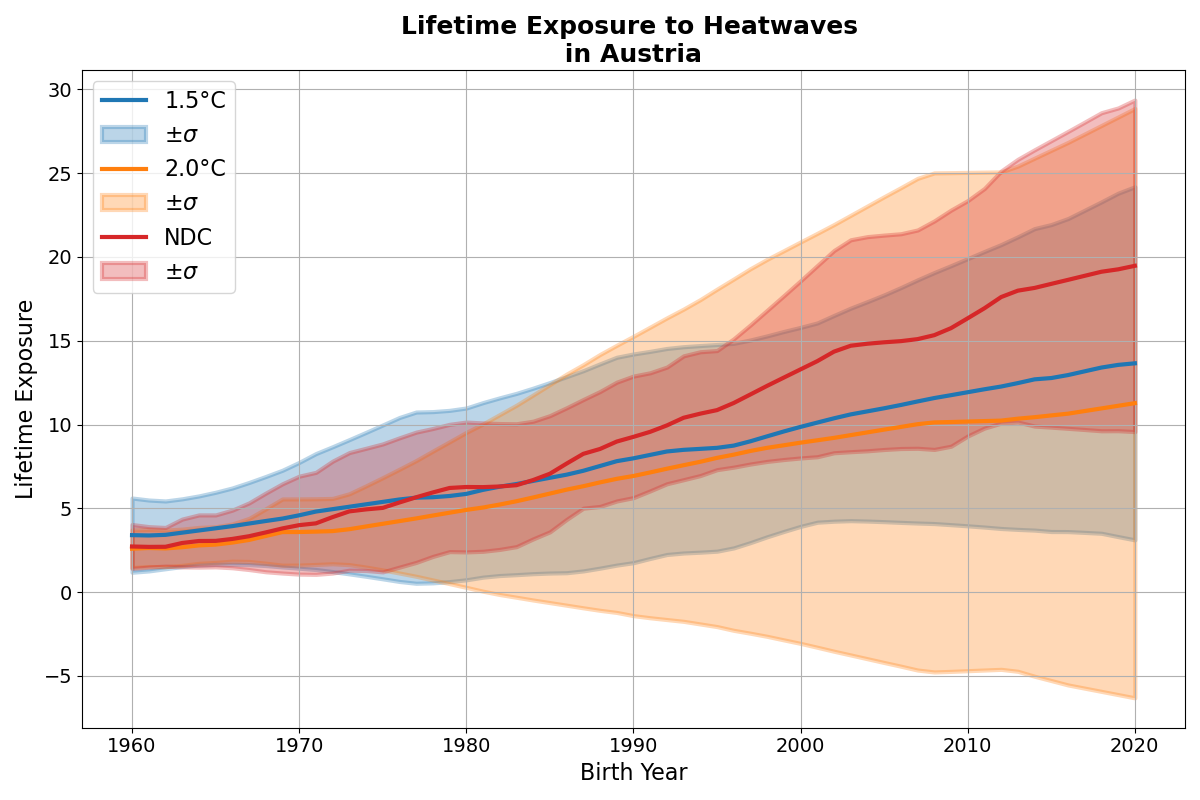 Lifetime Exposure to Heatwaves
in Austria
1.5°C
±σ
2.0°C
±σ
NDC
±σ
Lifetime Exposure
30
25
20
15
10
5
0
−5
1960
1970
1980
1990
2000
2010
2020
Birth Year